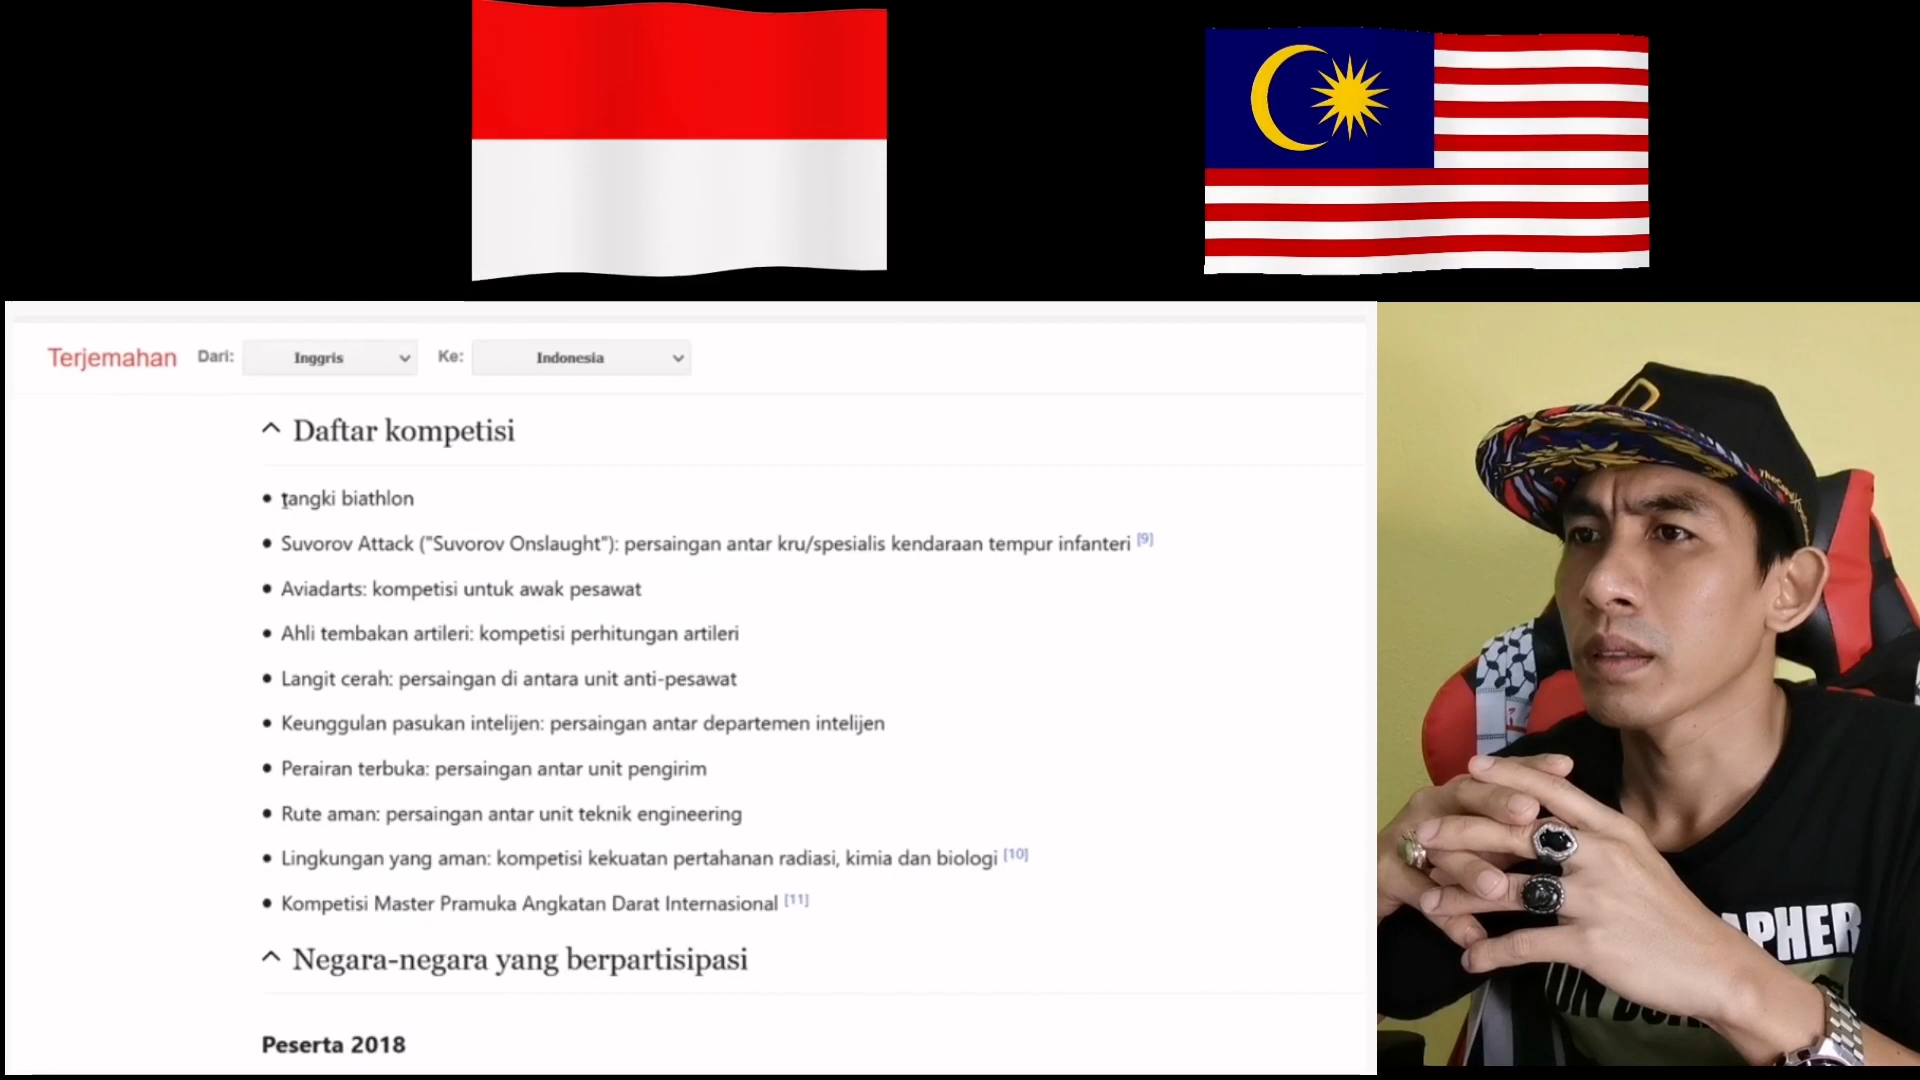 Terjemahan Dari: Inggris Ke: Indonesia
Daftar kompetisi
tangki biathlon
Suvorov Attack ("Suvorov Onslaught"): persaingan antar kru/spesialis kendaraan tempur infanteri [9]
Aviadarts: kompetisi untuk awak pesawat
Ahli tembakan artileri: kompetisi perhitungan artileri
Langit cerah: persaingan di antara unit anti-pesawat
Keunggulan pasukan intelijen: persaingan antar departemen intelijen
Perairan terbuka: persaingan antar unit pengirim
Rute aman: persaingan antar unit teknik engineering
Lingkungan yang aman: kompetisi kekuatan pertahanan radiasi, kimia dan biologi [10]
Kompetisi Master Pramuka Angkatan Darat Internasional [11]
Negara-negara yang berpartisipasi
Peserta 2018